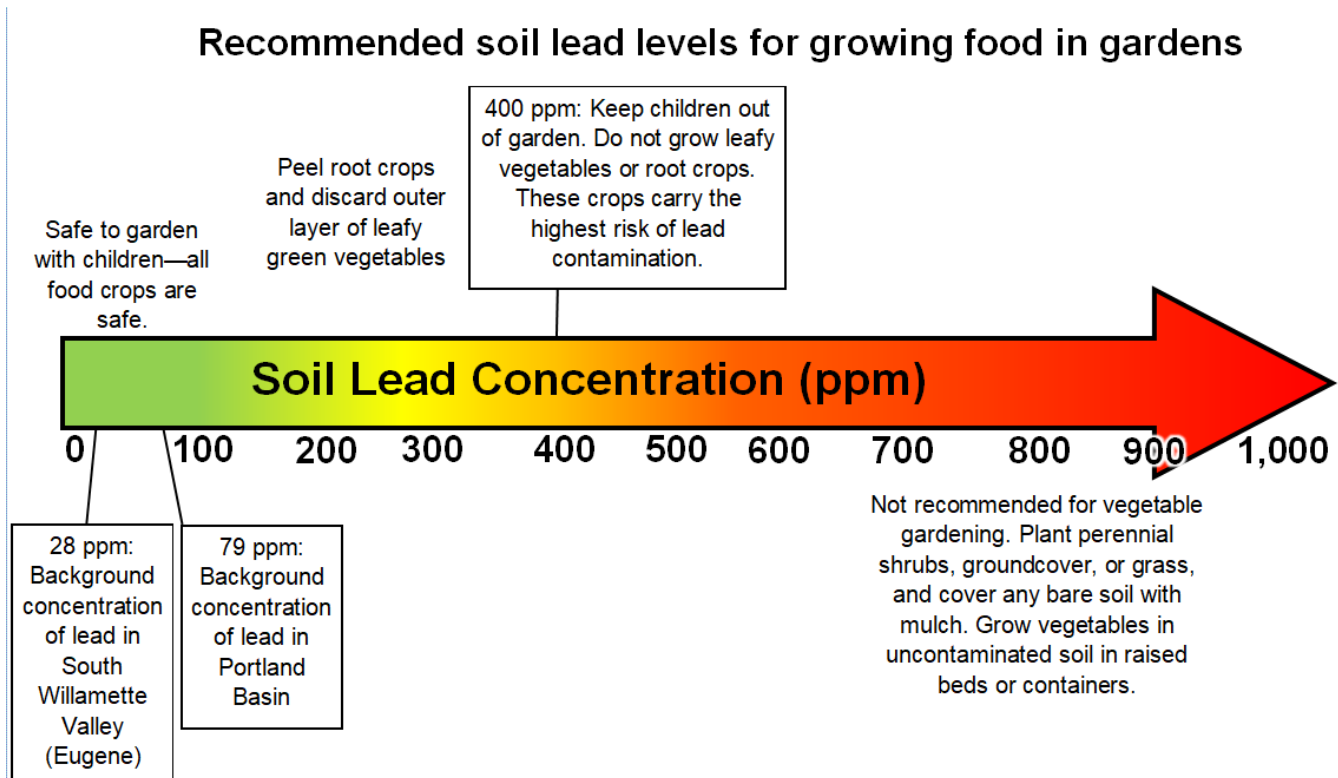 Recommended soil lead levels for growing food in gardens
Safe to garden
with children—all
food crops are
safe.
Peel root crops
and discard outer
layer of leafy
green vegetables
400 ppm: Keep children out
of garden. Do not grow leafy
vegetables or root crops.
These crops carry the
highest risk of lead
contamination.
Soil Lead Concentration (ppm)
0 100 200 300 400 500 600 700 800 900 1,000
28 ppm:
Background
concentration
of lead in
South
Willamette
Valley
(Eugene)
79 ppm:
Background
concentration
of lead in
Portland
Basin
Not recommended for vegetable
gardening. Plant perennial
shrubs, groundcover, or grass,
and cover any bare soil with
mulch. Grow vegetables in
uncontaminated soil in raised
beds or containers.